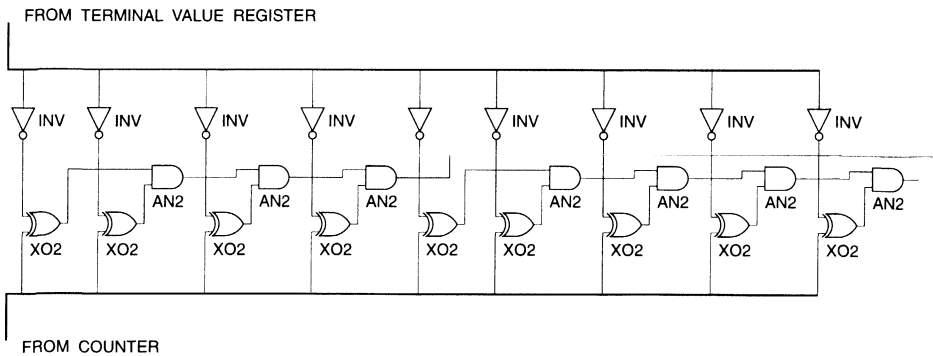 FROM TERMINAL VALUE REGISTER
INV INV INV INV INV INV INV INV
AN2 AN2 AN2 AN2 AN2 AN2 AN2
XO2 XO2 XO2 XO2 XO2 XO2 XO2 XO2 XO2
FROM COUNTER